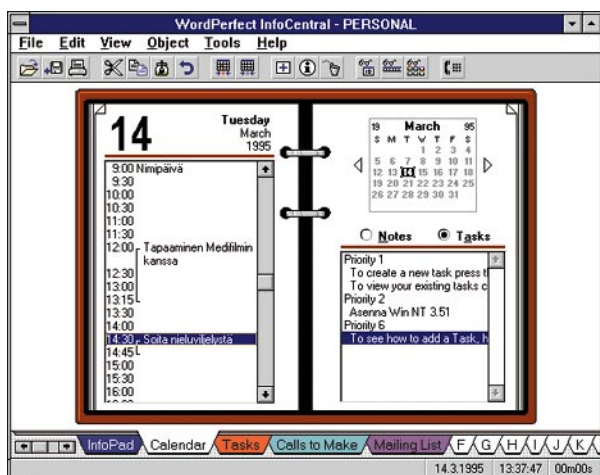 WordPerfect InfoCentral - PERSONAL
File Edit View Object Tools Help
14
Tuesday
March
1995
9:00 Nimipäivä
9:30
10:00
10:30
11:00
11:30
12:00 Tapaaminen Medifilmin
kanssa
12:30
13:00
13:15
13:30
14:00
14:30 Soita nieluviljelystä
14:45
15:00
15:30
16:00
19 March 95
S M T W T F S
1 2 3 4
5 6 7 8 9 10 11
12 13 14 15 16 17 18
19 20 21 22 23 24 25
26 27 28 29 30 31
Notes Tasks
Priority 1
To create a new task press t
To view your existing tasks c
Priority 2
Asenna Win NT 3.51
Priority 6
To see how to add a Task, h
InfoPad Calendar Tasks Calls to Make Mailing List F G H I J K
14.3.1995 13:37:47 00m00s